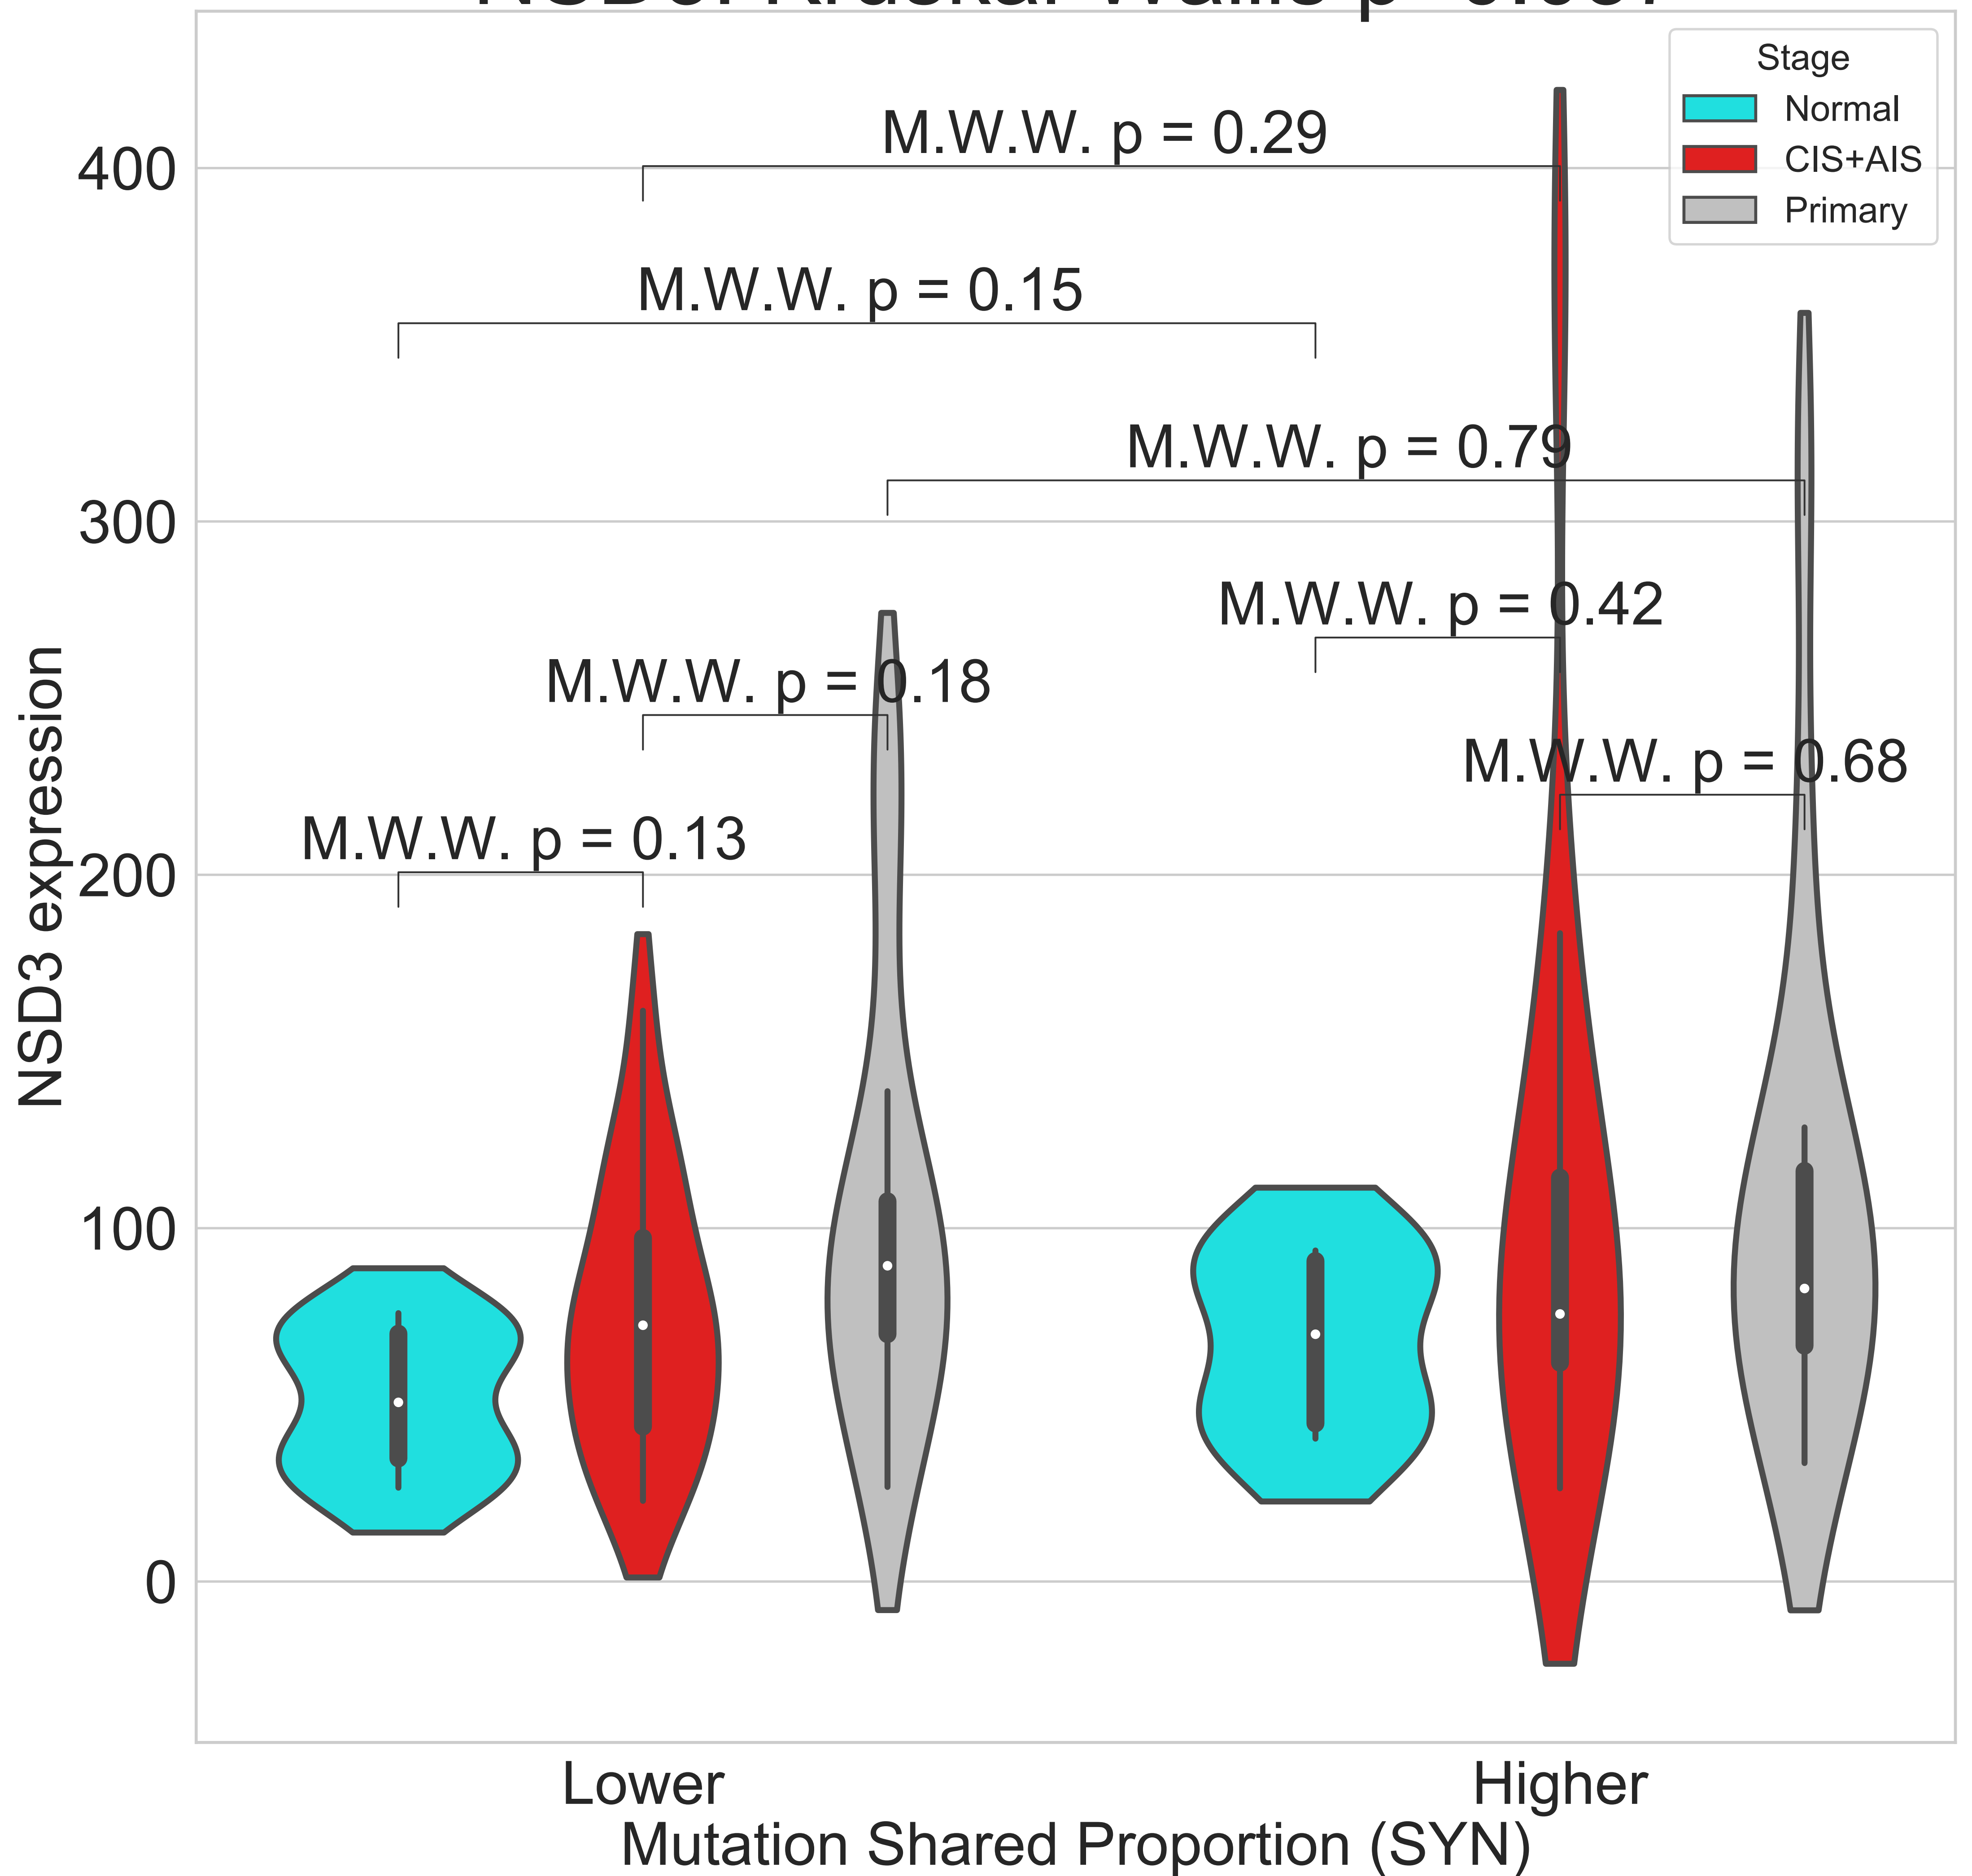 Stage
Normal
CIS+AIS
Primary
M.W.W. p = 0.29
M.W.W. p = 0.15
M.W.W. p = 0.79
M.W.W. p = 0.42
M.W.W. p = 0.18
M.W.W. p = 0.68
M.W.W. p = 0.13
400
300
200
100
0
NSD3 expression
Lower
Higher
Mutation Shared Proportion (SYN)